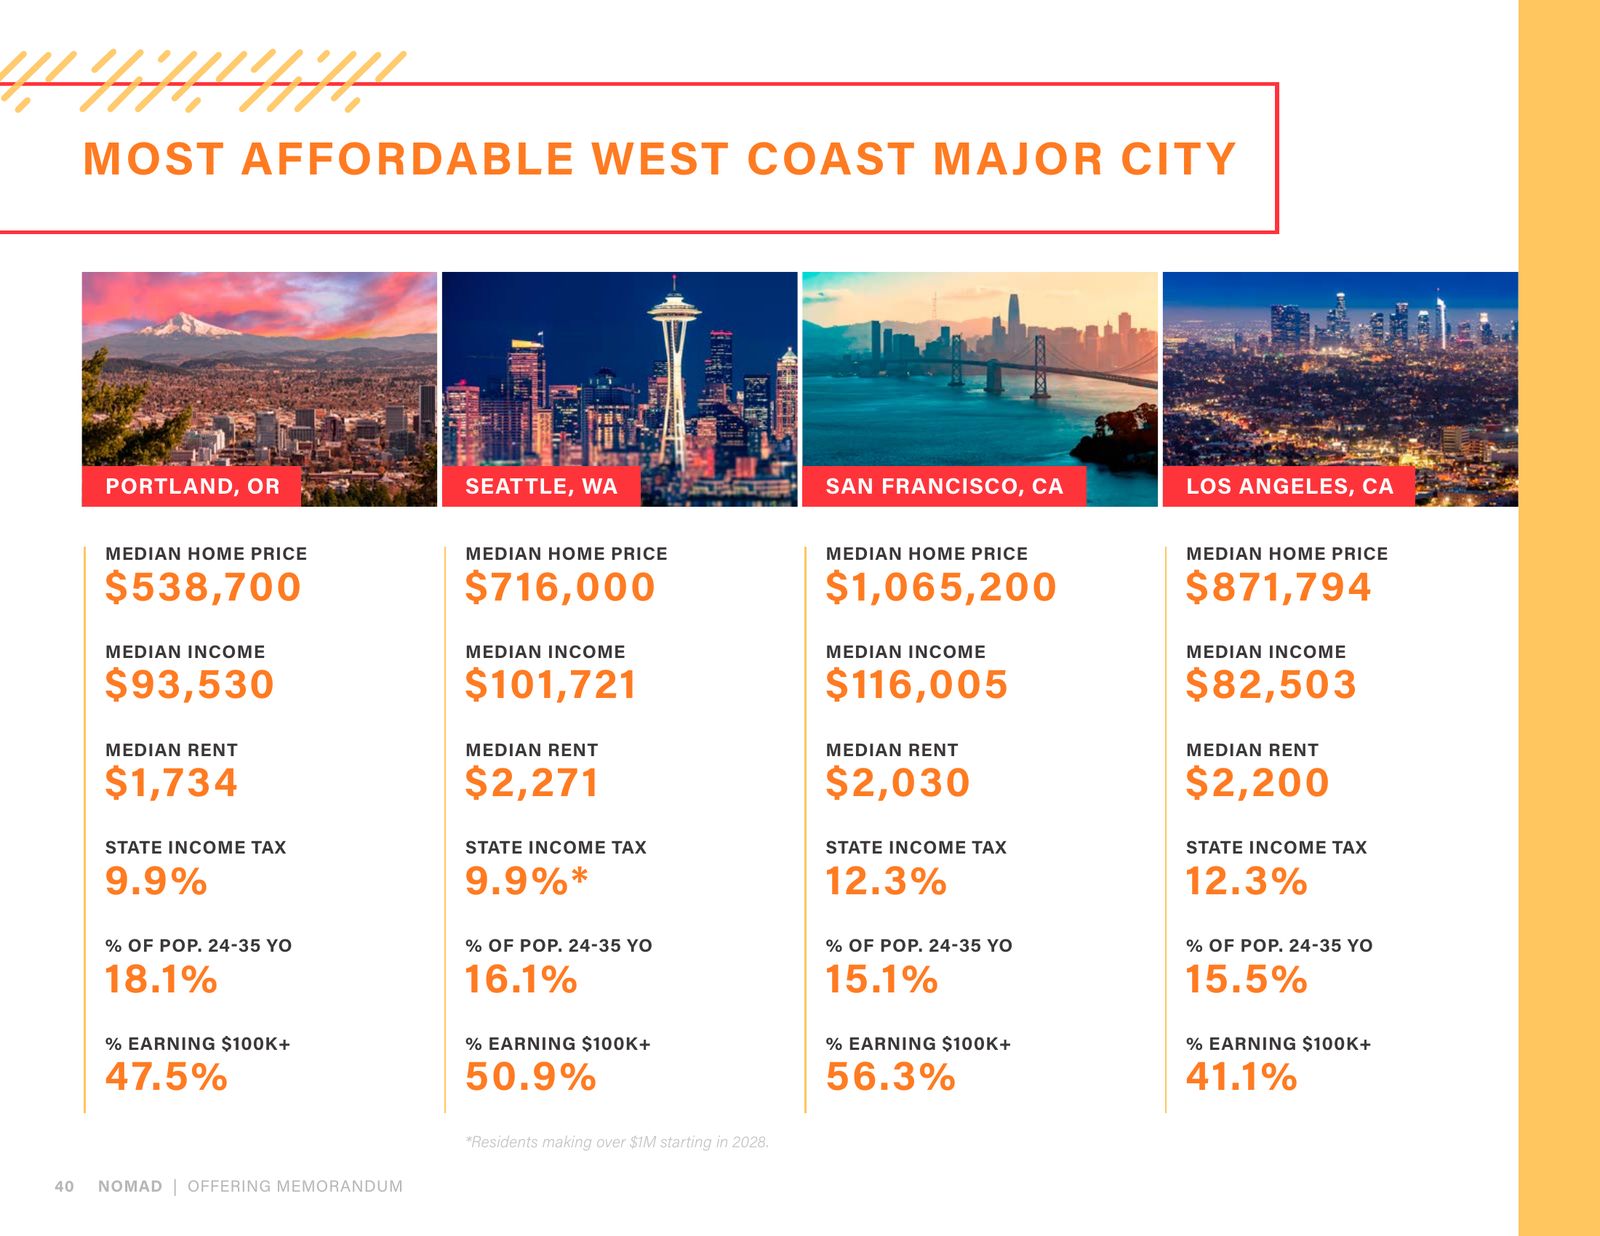 MOST AFFORDABLE WEST COAST MAJOR CITY
PORTLAND, OR
MEDIAN HOME PRICE
$538,700
MEDIAN INCOME
$93,530
MEDIAN RENT
$1,734
STATE INCOME TAX
9.9%
% OF POP. 24-35 YO
18.1%
% EARNING $100K+
47.5%
SEATTLE, WA
MEDIAN HOME PRICE
$716,000
MEDIAN INCOME
$101,721
MEDIAN RENT
$2,271
STATE INCOME TAX
9.9%*
% OF POP. 24-35 YO
16.1%
% EARNING $100K+
50.9%
*Residents making over $1M starting in 2028.
SAN FRANCISCO, CA
MEDIAN HOME PRICE
$1,065,200
MEDIAN INCOME
$116,005
MEDIAN RENT
$2,030
STATE INCOME TAX
12.3%
% OF POP. 24-35 YO
15.1%
% EARNING $100K+
56.3%
LOS ANGELES, CA
MEDIAN HOME PRICE
$871,794
MEDIAN INCOME
$82,503
MEDIAN RENT
$2,200
STATE INCOME TAX
12.3%
% OF POP. 24-35 YO
15.5%
% EARNING $100K+
41.1%
40 NOMAD | OFFERING MEMORANDUM